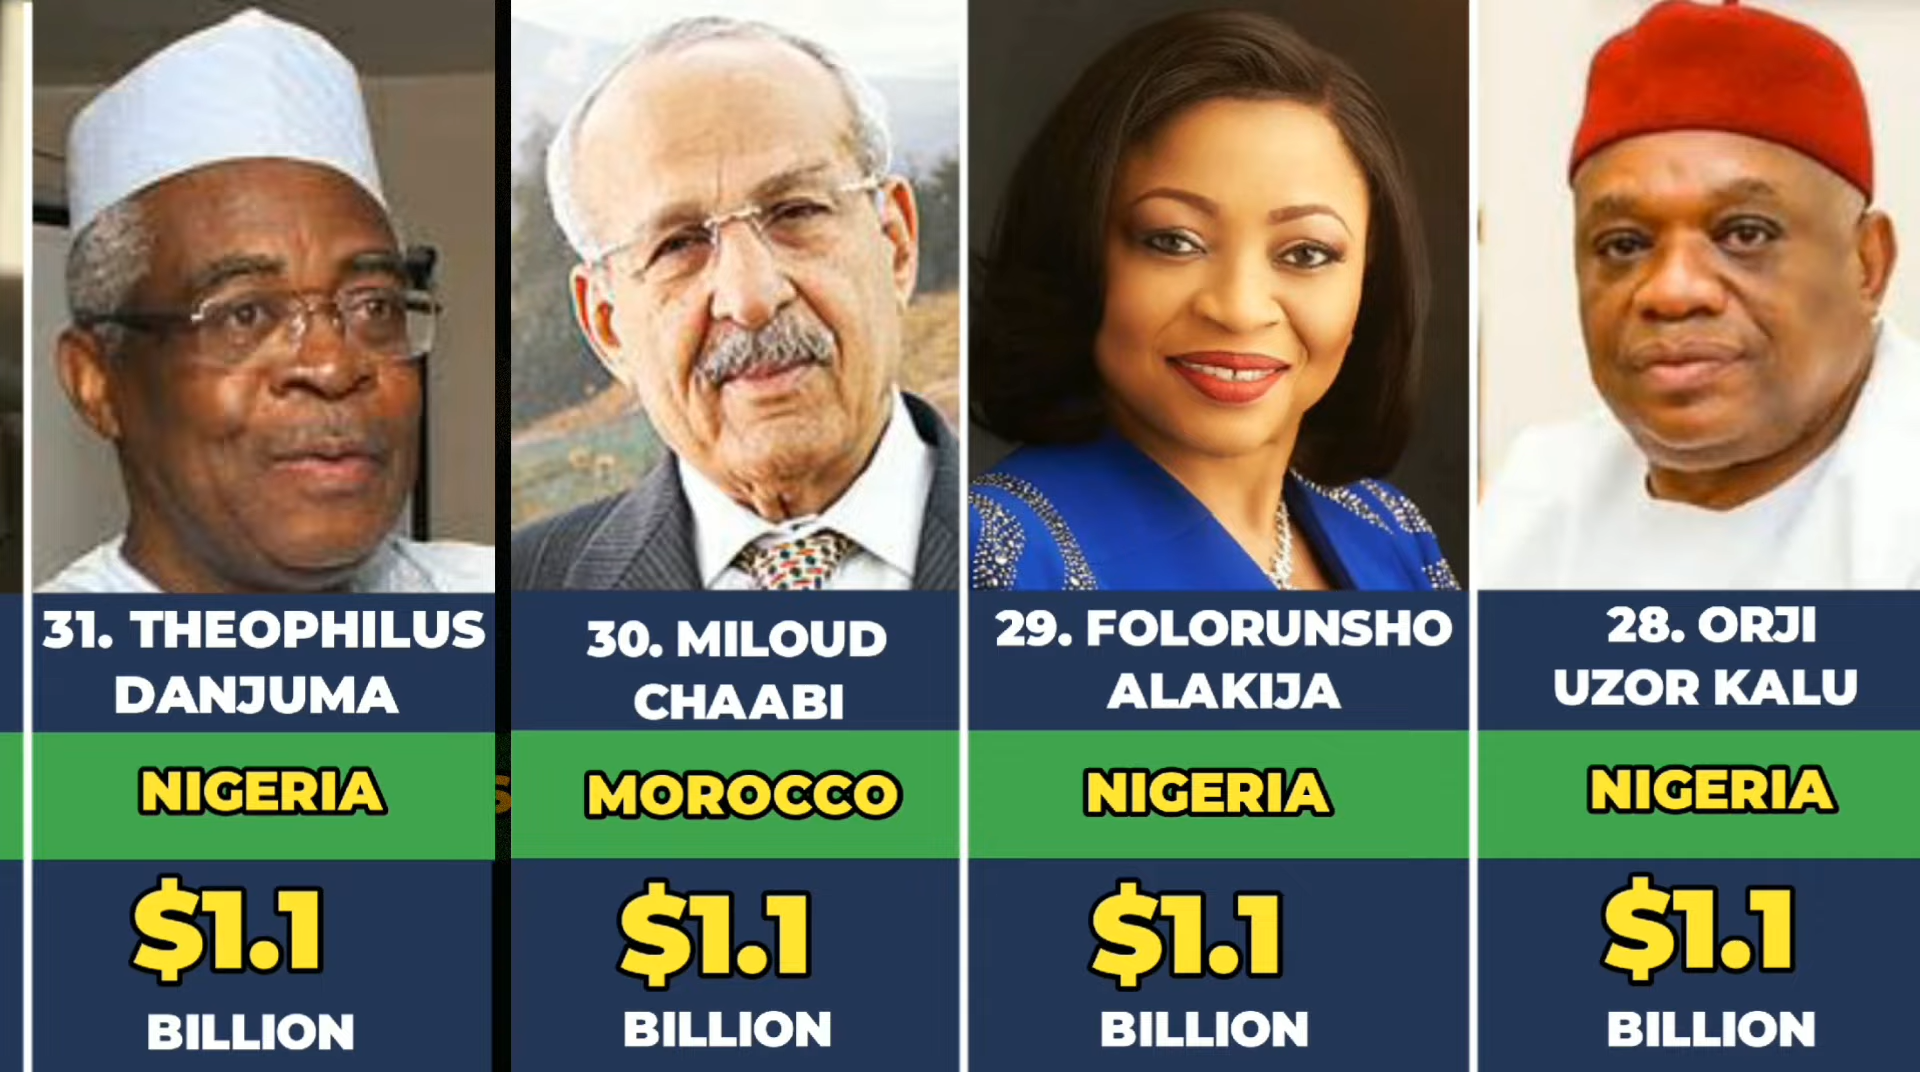 31. THEOPHILUS
DANJUMA
NIGERIA
$1.1
BILLION
30. MILOUD
CHAABI
MOROCCO
$1.1
BILLION
29. FOLORUNSHO
ALAKIJA
NIGERIA
$1.1
BILLION
28. ORJI
UZOR KALU
NIGERIA
$1.1
BILLION